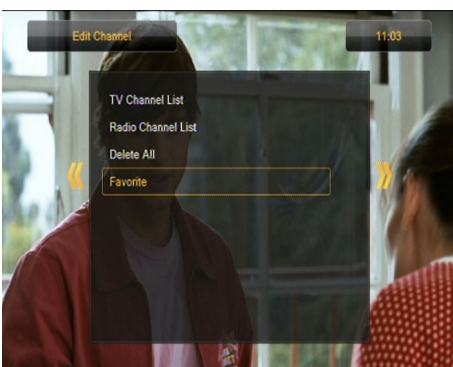 Edit Channel
11:03
TV Channel List
Radio Channel List
Delete All
Favorite